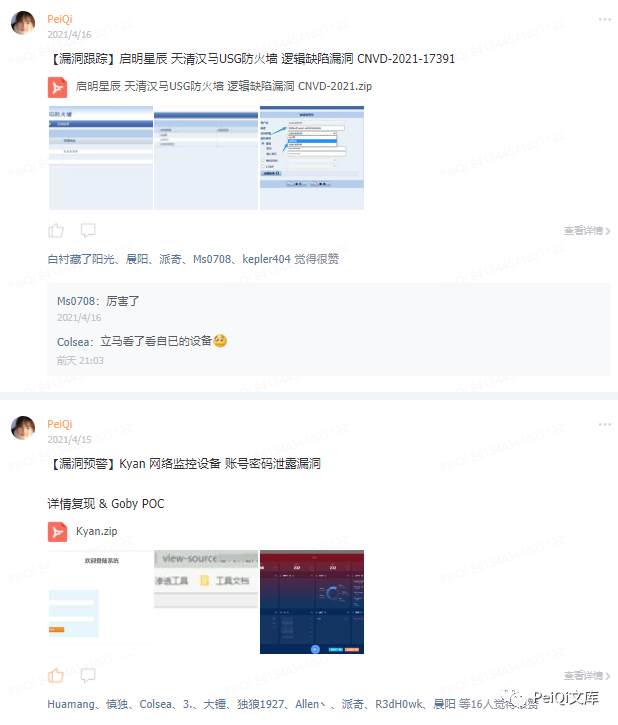 PeiQi
2021/4/16
【漏洞跟踪】启明星辰 天清汉马USG防火墙 逻辑缺陷漏洞 CNVD-2021-17391
启明星辰 天清汉马USG防火墙 逻辑缺陷漏洞 CNVD-2021.zip
查看详情
白衬藏了阳光、晨阳、派奇、Ms0708、kepler404 觉得很赞
Ms0708：厉害了
2021/4/16
Colsea：立马看了看自已的设备
前天 21:03
PeiQi
2021/4/15
【漏洞预警】Kyan 网络监控设备 账号密码泄露漏洞
详情复现 & Goby POC
Kyan.zip
欢迎登陆系统
view-source
渗透工具 工具文档
查看详情
PeiQi文库
Huamang、慎独、Colsea、3.、大锤、独狼1927、Allen丶、派奇、R3dH0wk、晨阳 等16人觉得很赞